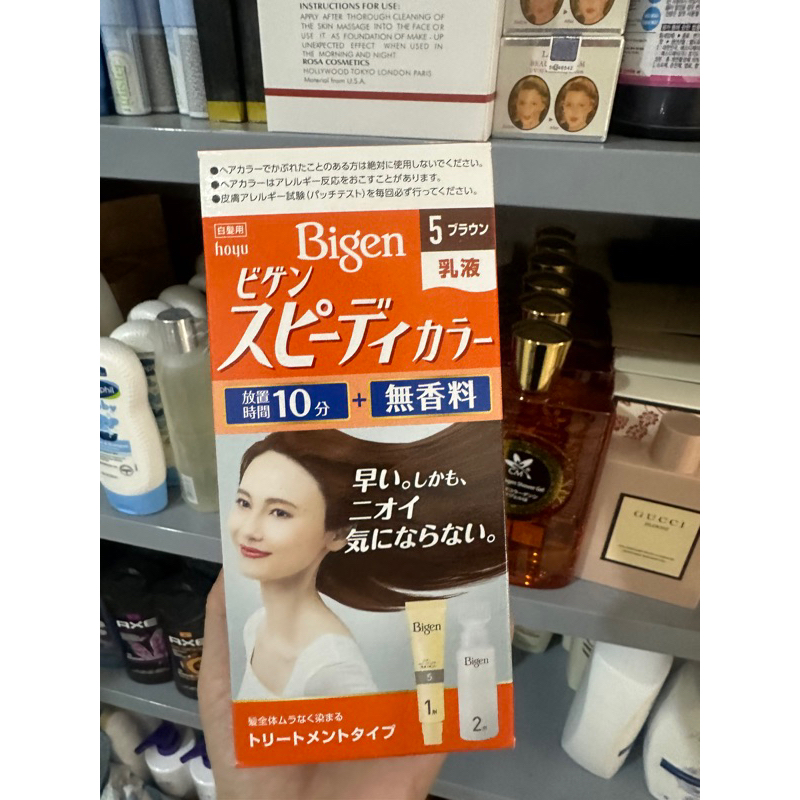 INSTRUCTIONS FOR USE:
APPLY AFTER THOROUGH CLEANING OF
THE SKIN MASSAGE INTO THE FACE OR
USE IT AS FOUNDATION OF MAKE-UP
UNEXPECTED EFFECT WHEN USED IN
THE MORNING AND NIGHT.
ROSA COSMETICS
HOLLYWOOD TOKYO LONDON PARIS
Material from U.S.A.
●ヘアカラーでかぶれたことのある方は絶対に使用しないでください。
●ヘアカラーはアレルギー反応をおこすことがあります。
●皮膚アレルギー試験(パッチテスト)を毎回必ず行ってください。
白髪用
hoyu
Bigen
5 ブラウン
乳液
ビゲン
スピーディカラー
放置時間10分+無香料
早い。しかも、
ニオイ
気にならない。
Bigen
5
1剤
Bigen
2剤
髪全体ムラなく染まる
トリートメントタイプ
AXE
AXE
GUCCI